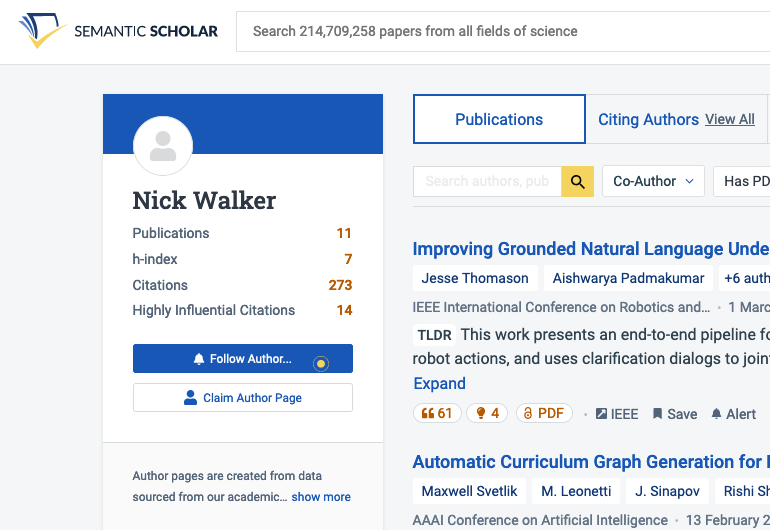 SEMANTIC SCHOLAR
Search 214,709,258 papers from all fields of science
Nick Walker
Publications 11
h-index 7
Citations 273
Highly Influential Citations 14
Follow Author...
Claim Author Page
Author pages are created from data
sourced from our academic... show more
Publications
Citing Authors View All
Search authors, pub
Co-Author
Has PD
Improving Grounded Natural Language Unde
Jesse Thomason Aishwarya Padmakumar +6 auth
IEEE International Conference on Robotics and... · 1 Marc
TLDR This work presents an end-to-end pipeline fo
robot actions, and uses clarification dialogs to join
Expand
61 4 PDF · IEEE Save Alert
Automatic Curriculum Graph Generation for
Maxwell Svetlik M. Leonetti J. Sinapov Rishi Sh
AAAI Conference on Artificial Intelligence · 13 February 2